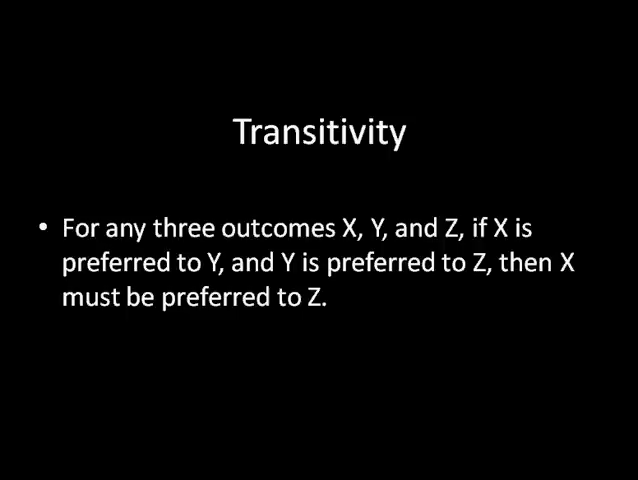 Transitivity
• For any three outcomes X, Y, and Z, if X is
preferred to Y, and Y is preferred to Z, then X
must be preferred to Z.